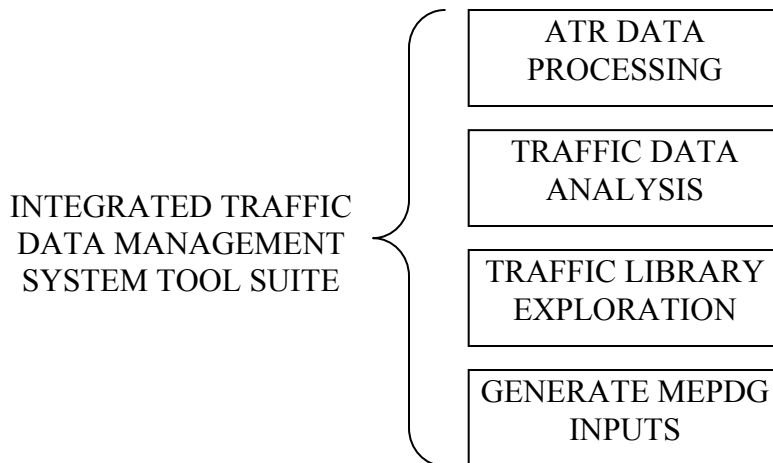 INTEGRATED TRAFFIC
DATA MANAGEMENT
SYSTEM TOOL SUITE
ATR DATA
PROCESSING
TRAFFIC DATA
ANALYSIS
TRAFFIC LIBRARY
EXPLORATION
GENERATE MEPDG
INPUTS